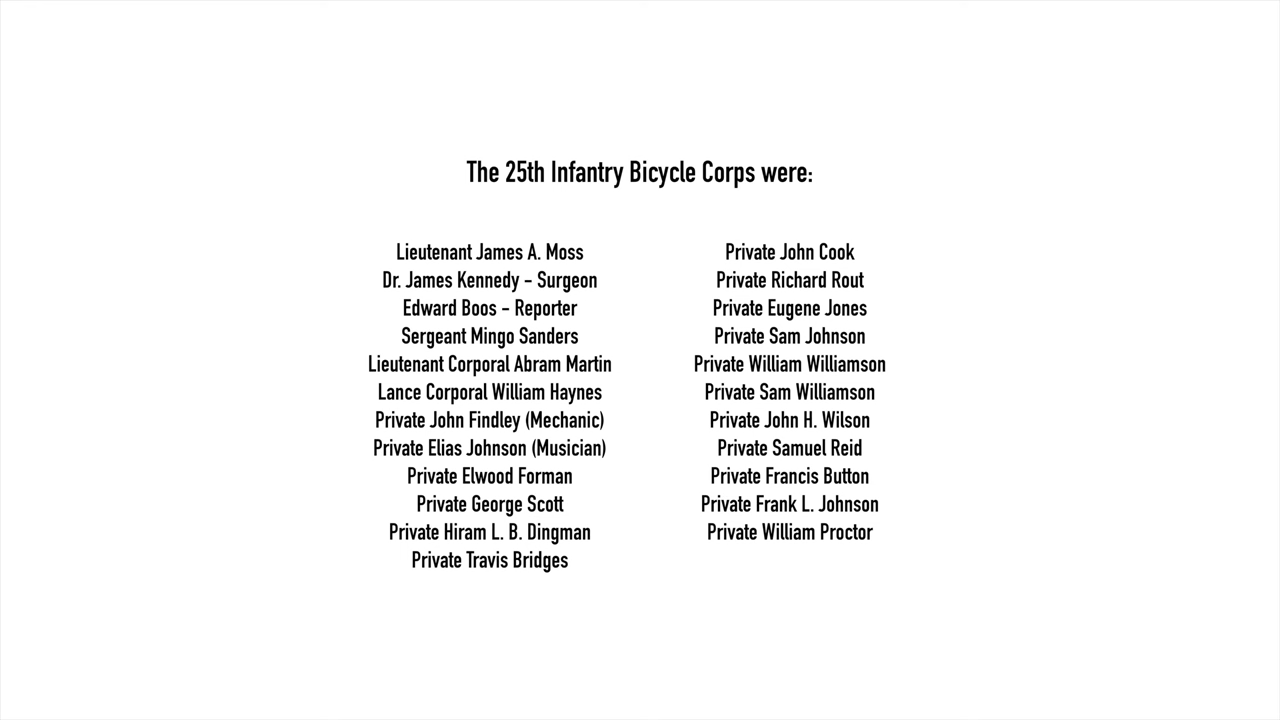 The 25th Infantry Bicycle Corps were:
Lieutenant James A. Moss
Dr. James Kennedy - Surgeon
Edward Boos - Reporter
Sergeant Mingo Sanders
Lieutenant Corporal Abram Martin
Lance Corporal William Haynes
Private John Findley (Mechanic)
Private Elias Johnson (Musician)
Private Elwood Forman
Private George Scott
Private Hiram L. B. Dingman
Private Travis Bridges
Private John Cook
Private Richard Rout
Private Eugene Jones
Private Sam Johnson
Private William Williamson
Private Sam Williamson
Private John H. Wilson
Private Samuel Reid
Private Francis Button
Private Frank L. Johnson
Private William Proctor